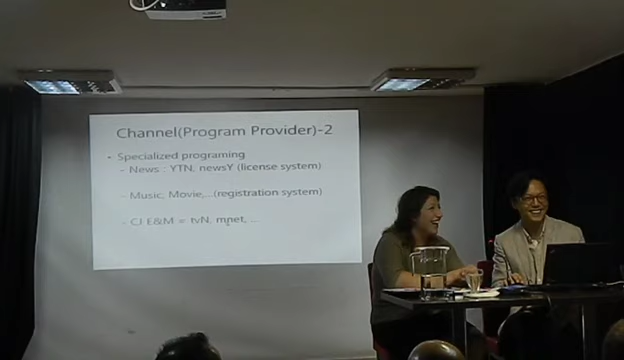 Channel(Program Provider)-2
• Specialized programing
- News : YTN, newsY (license system)
- Music, Movie,...(registration system)
- CJ E&M = tvN, mnet, ...